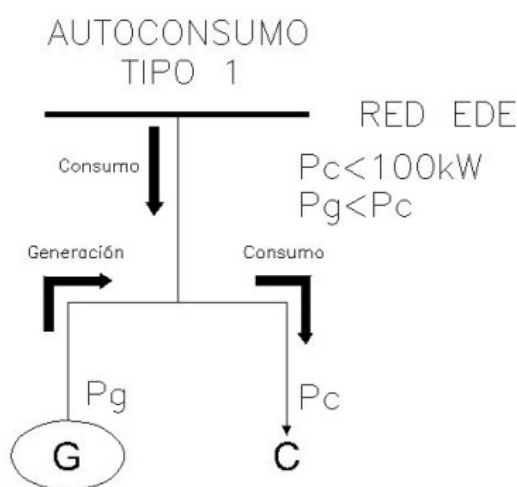 AUTOCONSUMO
TIPO 1
RED EDE
Consumo
Pc<100kW
Pg<Pc
Generación
Consumo
Pg
Pc
G
C